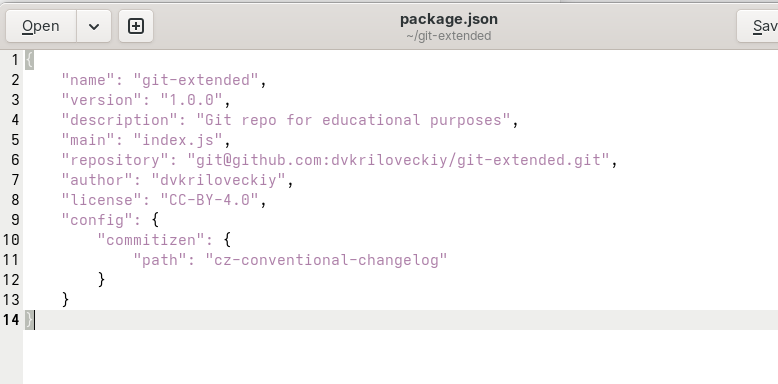 Open
package.json
~/git-extended
Sav
1 {
2 "name": "git-extended",
3 "version": "1.0.0",
4 "description": "Git repo for educational purposes",
5 "main": "index.js",
6 "repository": "git@github.com:dvkriloveckiy/git-extended.git",
7 "author": "dvkriloveckiy",
8 "license": "CC-BY-4.0",
9 "config": {
10 "commitizen": {
11 "path": "cz-conventional-changelog"
12 }
13 }
14 }